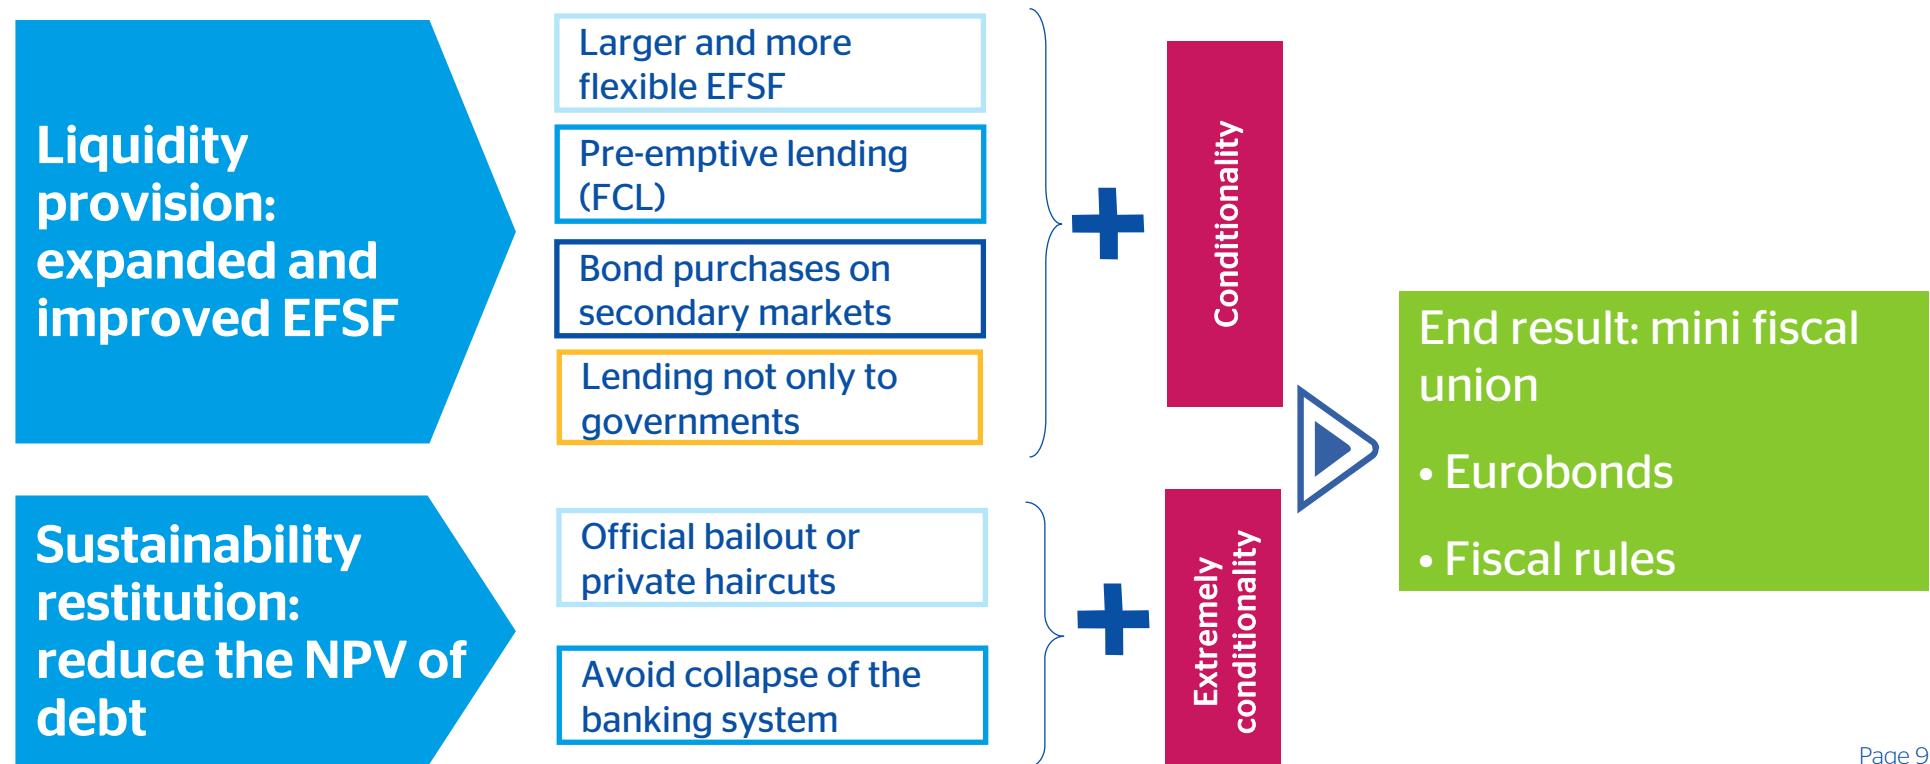 Liquidity
provision:
expanded and
improved EFSF
Larger and more
flexible EFSF
Pre-emptive lending
(FCL)
Bond purchases on
secondary markets
Lending not only to
governments
Conditionality
Sustainability
restitution:
reduce the NPV of
debt
Official bailout or
private haircuts
Avoid collapse of the
banking system
Extremely
conditionality
End result: mini fiscal
union
• Eurobonds
• Fiscal rules
Page 9